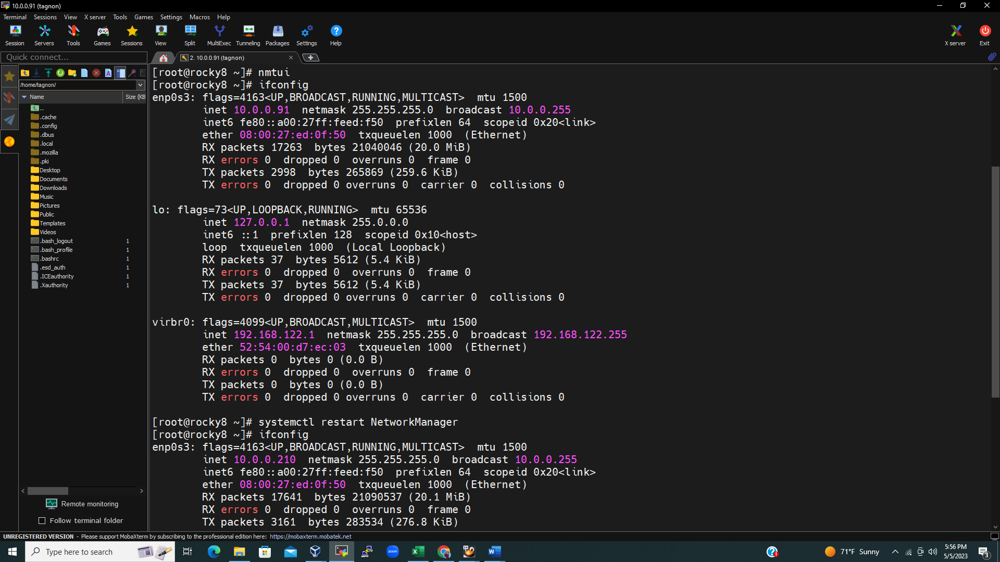 10.0.0.91 (tagnon)
Terminal Sessions View X server Tools Games Settings Macros Help
Session Servers Tools Games Sessions View Split MultiExec Tunneling Packages Settings Help X server Exit
Quick connect...
2. 10.0.0.91 (tagnon)
/home/tagnon/
Name Size (KB
..
.cache
.config
.dbus
.local
.mozilla
.pki
Desktop
Documents
Downloads
Music
Pictures
Public
Templates
Videos
.bash_logout 1
.bash_profile 1
.bashrc 1
.esd_auth 1
.ICEauthority 1
.Xauthority 1
Remote monitoring
Follow terminal folder
[root@rocky8 ~]# nmtui
[root@rocky8 ~]# ifconfig
enp0s3: flags=4163<UP,BROADCAST,RUNNING,MULTICAST>  mtu 1500
        inet 10.0.0.91  netmask 255.255.255.0  broadcast 10.0.0.255
        inet6 fe80::a00:27ff:feed:f50  prefixlen 64  scopeid 0x20<link>
        ether 08:00:27:ed:0f:50  txqueuelen 1000  (Ethernet)
        RX packets 17263  bytes 21040046 (20.0 MiB)
        RX errors 0  dropped 0  overruns 0  frame 0
        TX packets 2998  bytes 265869 (259.6 KiB)
        TX errors 0  dropped 0 overruns 0  carrier 0  collisions 0
lo: flags=73<UP,LOOPBACK,RUNNING>  mtu 65536
        inet 127.0.0.1  netmask 255.0.0.0
        inet6 ::1  prefixlen 128  scopeid 0x10<host>
        loop  txqueuelen 1000  (Local Loopback)
        RX packets 37  bytes 5612 (5.4 KiB)
        RX errors 0  dropped 0  overruns 0  frame 0
        TX packets 37  bytes 5612 (5.4 KiB)
        TX errors 0  dropped 0 overruns 0  carrier 0  collisions 0
virbr0: flags=4099<UP,BROADCAST,MULTICAST>  mtu 1500
        inet 192.168.122.1  netmask 255.255.255.0  broadcast 192.168.122.255
        ether 52:54:00:d7:ec:03  txqueuelen 1000  (Ethernet)
        RX packets 0  bytes 0 (0.0 B)
        RX errors 0  dropped 0  overruns 0  frame 0
        TX packets 0  bytes 0 (0.0 B)
        TX errors 0  dropped 0 overruns 0  carrier 0  collisions 0
[root@rocky8 ~]# systemctl restart NetworkManager
[root@rocky8 ~]# ifconfig
enp0s3: flags=4163<UP,BROADCAST,RUNNING,MULTICAST>  mtu 1500
        inet 10.0.0.210  netmask 255.255.255.0  broadcast 10.0.0.255
        inet6 fe80::a00:27ff:feed:f50  prefixlen 64  scopeid 0x20<link>
        ether 08:00:27:ed:0f:50  txqueuelen 1000  (Ethernet)
        RX packets 17641  bytes 21090537 (20.1 MiB)
        RX errors 0  dropped 0  overruns 0  frame 0
        TX packets 3161  bytes 283534 (276.8 KiB)
UNREGISTERED VERSION - Please support MobaXterm by subscribing to the professional edition here: https://mobaxterm.mobatek.net
Type here to search
zoom
71°F Sunny
5:56 PM
5/5/2023
3